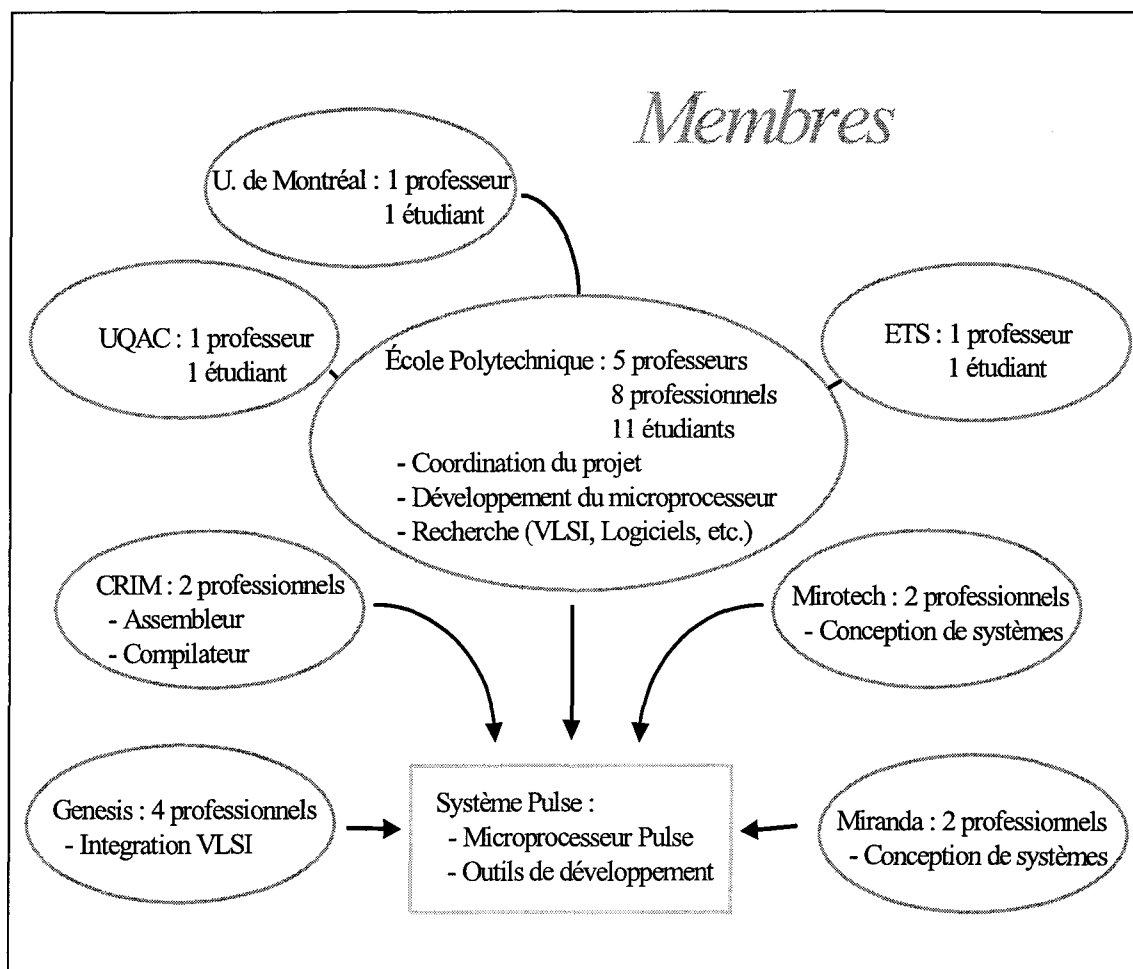 Membres
U. de Montréal : 1 professeur
1 étudiant
UQAC : 1 professeur
1 étudiant
École Polytechnique : 5 professeurs
8 professionnels
11 étudiants
- Coordination du projet
- Développement du microprocesseur
- Recherche (VLSI, Logiciels, etc.)
ETS : 1 professeur
1 étudiant
CRIM : 2 professionnels
- Assembleur
- Compilateur
Mirotech : 2 professionnels
- Conception de systèmes
Genesis : 4 professionnels
- Integration VLSI
Système Pulse :
- Microprocesseur Pulse
- Outils de développement
Miranda : 2 professionnels
- Conception de systèmes